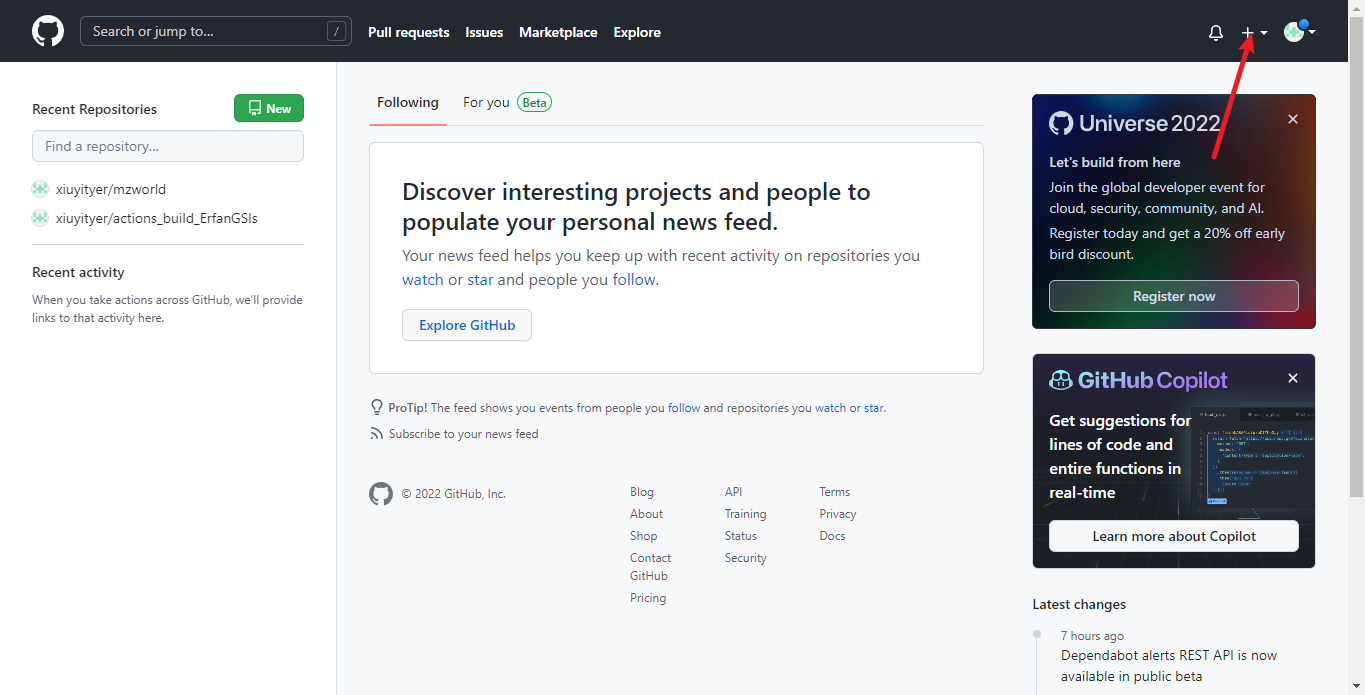 Search or jump to...
/
Pull requests
Issues
Marketplace
Explore
Recent Repositories
New
Find a repository...
xiuyityer/mzworld
xiuyityer/actions_build_ErfanGSIs
Recent activity
When you take actions across GitHub, we'll provide
links to that activity here.
Following
For you
Beta
Discover interesting projects and people to
populate your personal news feed.
Your news feed helps you keep up with recent activity on repositories you
watch or star and people you follow.
Explore GitHub
ProTip! The feed shows you events from people you follow and repositories you watch or star.
Subscribe to your news feed
© 2022 GitHub, Inc.
Blog
About
Shop
Contact
GitHub
Pricing
API
Training
Status
Security
Terms
Privacy
Docs
Universe 2022
Let's build from here
Join the global developer event for
cloud, security, community, and AI.
Register today and get a 20% off early
bird discount.
Register now
GitHub Copilot
Get suggestions for
lines of code and
entire functions in
real-time
Learn more about Copilot
Latest changes
7 hours ago
Dependabot alerts REST API is now
available in public beta